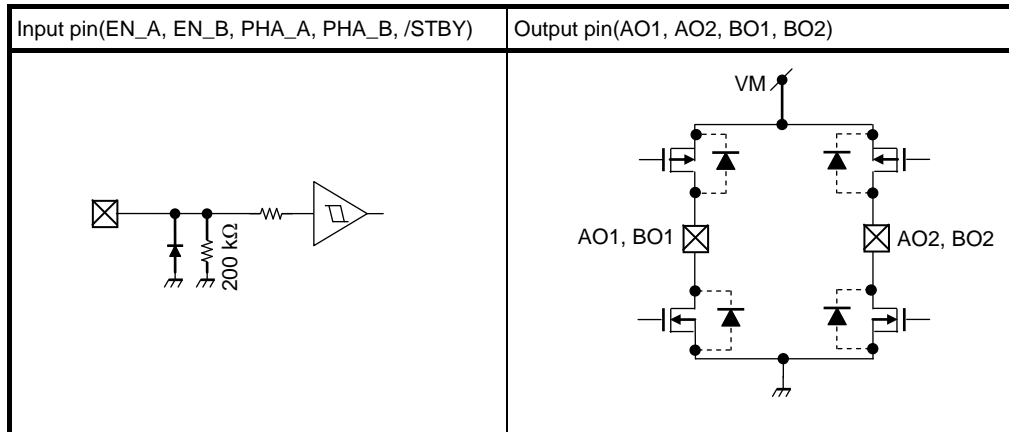 Input pin(EN_A, EN_B, PHA_A, PHA_B, /STBY)
Output pin(AO1, AO2, BO1, BO2)
200 kΩ
VM
AO1, BO1
AO2, BO2